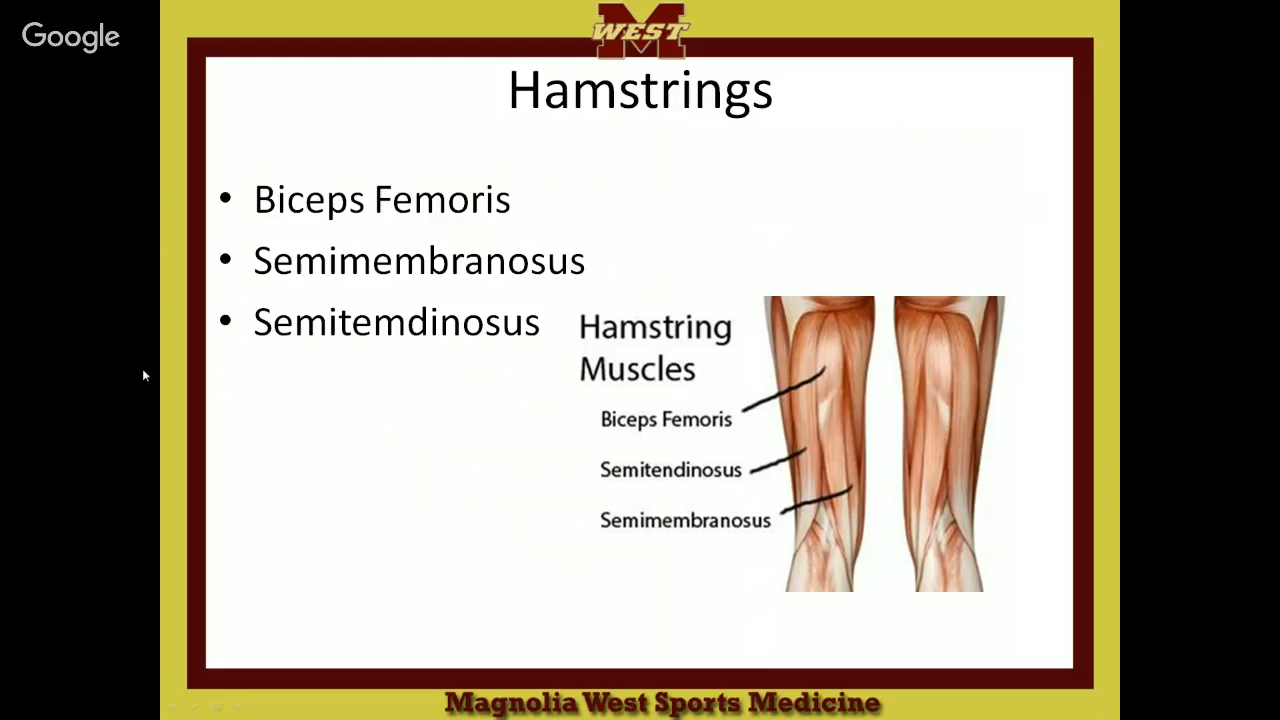 Google
M
WEST
Hamstrings
• Biceps Femoris
• Semimembranosus
• Semitemdinosus
Hamstring
Muscles
Biceps Femoris
Semitendinosus
Semimembranosus
Magnolia West Sports Medicine